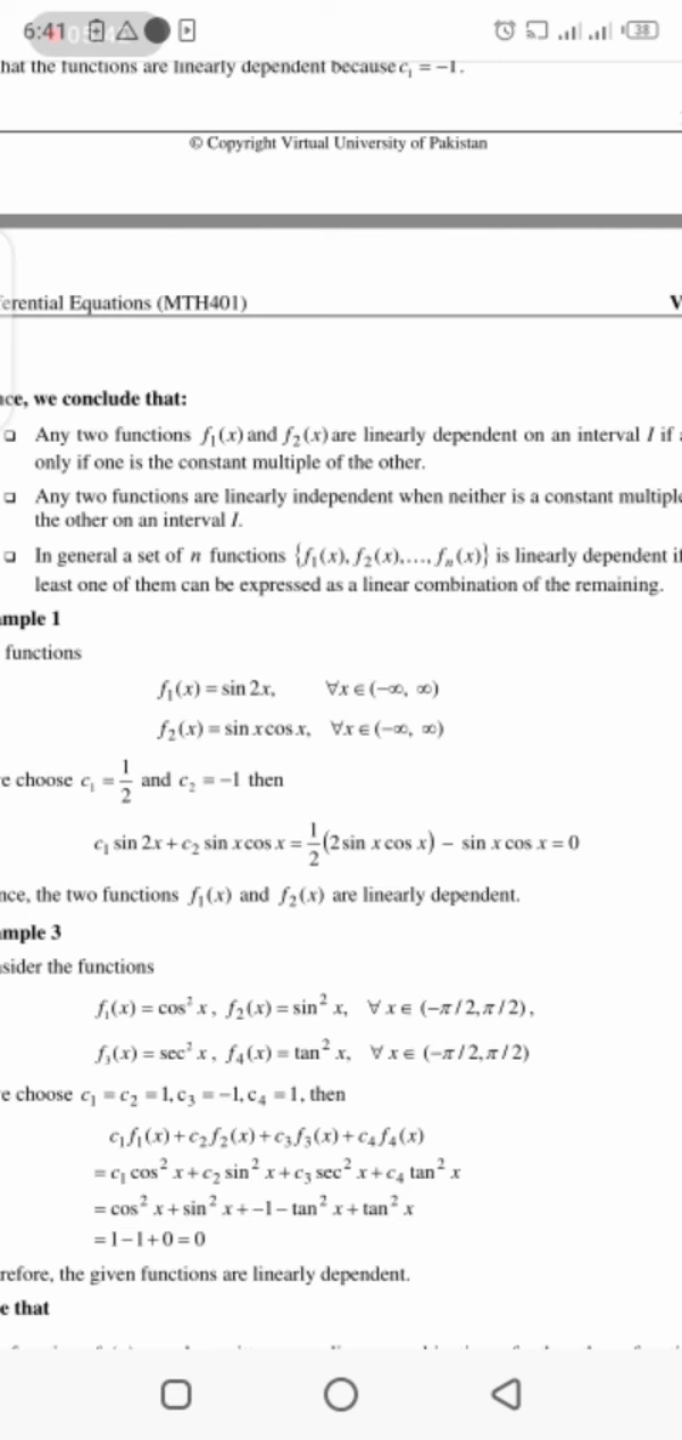 6:41
38
hat the functions are linearly dependent because c₁ = −1.
© Copyright Virtual University of Pakistan
erential Equations (MTH401)
V
ce, we conclude that:
❑ Any two functions f₁(x) and f₂(x) are linearly dependent on an interval I if
only if one is the constant multiple of the other.
❑ Any two functions are linearly independent when neither is a constant multiple
the other on an interval I.
❑ In general a set of n functions {f₁(x), f₂(x),…, fₙ(x)} is linearly dependent if
least one of them can be expressed as a linear combination of the remaining.
mple 1
functions
f₁(x) = sin 2x, ∀x ∈ (−∞, ∞)
f₂(x) = sin x cos x, ∀x ∈ (−∞, ∞)
e choose c₁ = 1/2 and c₂ = −1 then
c₁ sin 2x + c₂ sin x cos x = 1/2 (2 sin x cos x) − sin x cos x = 0
nce, the two functions f₁(x) and f₂(x) are linearly dependent.
mple 3
sider the functions
f₁(x) = cos² x, f₂(x) = sin² x, ∀ x ∈ (−π/2, π/2),
f₃(x) = sec² x, f₄(x) = tan² x, ∀ x ∈ (−π/2, π/2)
e choose c₁ = c₂ = 1, c₃ = −1, c₄ = 1, then
c₁f₁(x) + c₂f₂(x) + c₃f₃(x) + c₄f₄(x)
= c₁ cos² x + c₂ sin² x + c₃ sec² x + c₄ tan² x
= cos² x + sin² x + −1 − tan² x + tan² x
= 1 − 1 + 0 = 0
refore, the given functions are linearly dependent.
e that